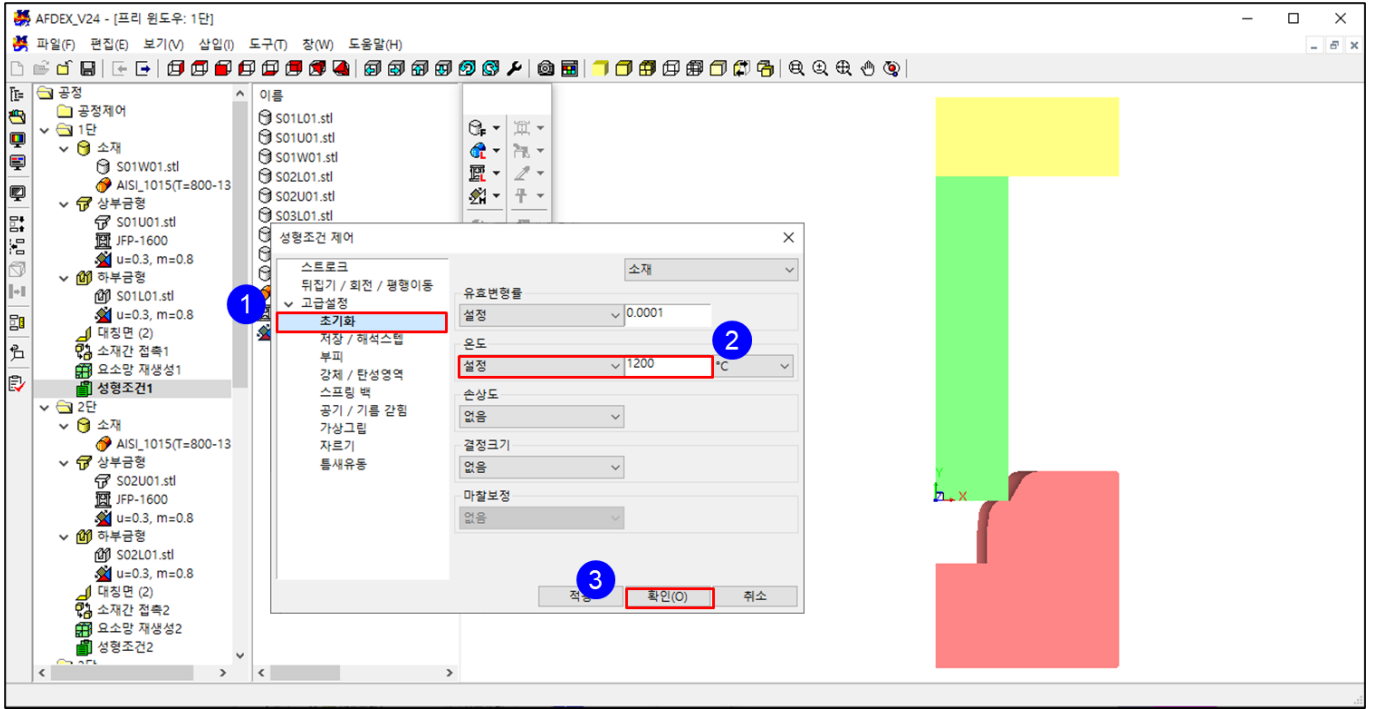 AFDEX_V24 - [프리 윈도우: 1단]
파일(F) 편집(E) 보기(V) 삽입(I) 도구(T) 창(W) 도움말(H)
공정
공정제어
1단
소재
S01W01.stl
AISI_1015(T=800-13
상부금형
S01U01.stl
JFP-1600
u=0.3, m=0.8
하부금형
S01L01.stl
u=0.3, m=0.8
대칭면 (2)
소재간 접촉1
요소망 재생성1
성형조건1
2단
소재
AISI_1015(T=800-13
상부금형
S02U01.stl
JFP-1600
u=0.3, m=0.8
하부금형
S02L01.stl
u=0.3, m=0.8
대칭면 (2)
소재간 접촉2
요소망 재생성2
성형조건2
이름
S01L01.stl
S01U01.stl
S01W01.stl
S02L01.stl
S02U01.stl
S03L01.stl
성형조건 제어
스트로크
뒤집기 / 회전 / 평행이동
고급설정
1
초기화
저장 / 해석스텝
부피
강체 / 탄성영역
스프링 백
공기 / 기름 갇힘
가상그립
자르기
틈새유동
소재
유효변형률
설정 0.0001
2
온도
설정 1200 °C
손상도
없음
결정크기
없음
마찰보정
없음
3
확인(O) 취소
Y
Z X